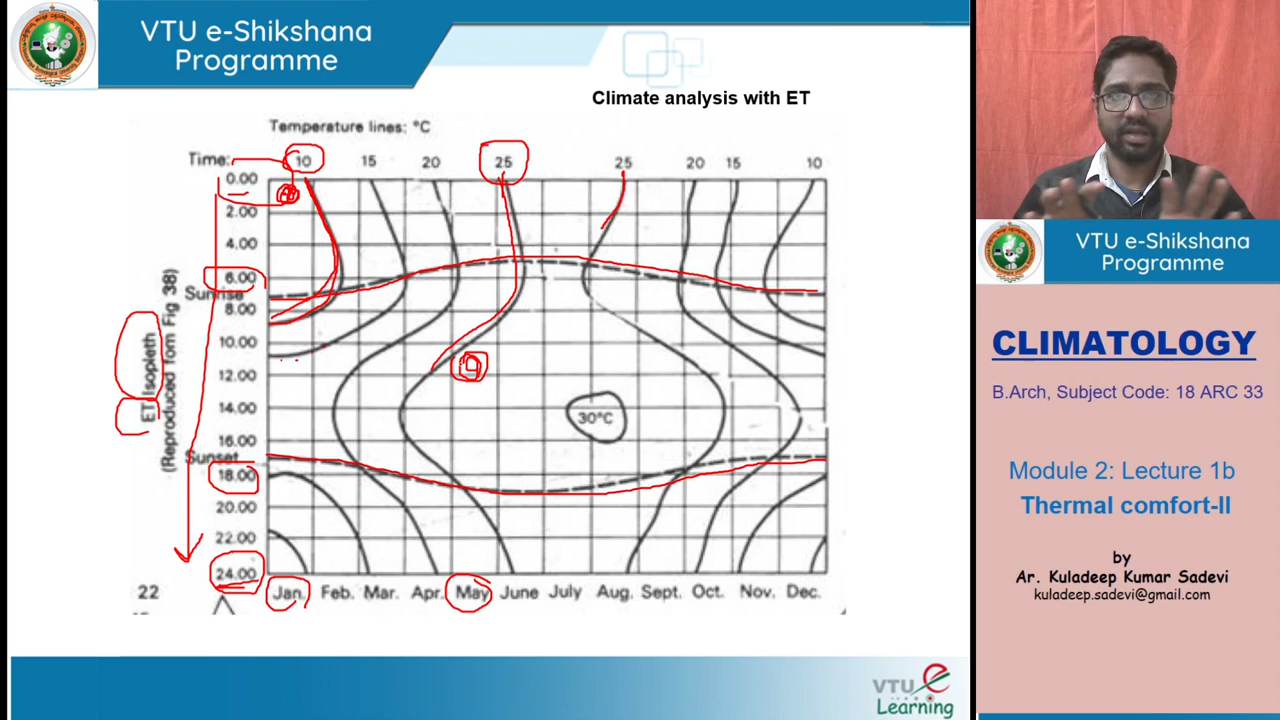 VTU e-Shikshana
Programme
Climate analysis with ET
Temperature lines: °C
Time: 10 15 20 25 25 20 15 10
0.00
2.00
4.00
6.00
Sunrise
8.00
10.00
12.00
14.00
30°C
16.00
Sunset
18.00
20.00
22.00
24.00
ET Isopleth
(Reproduced fom Fig 38)
22 Jan. Feb. Mar. Apr. May June July Aug. Sept. Oct. Nov. Dec.
VTU
Learning
VTU e-Shikshana
Programme
CLIMATOLOGY
B.Arch, Subject Code: 18 ARC 33
Module 2: Lecture 1b
Thermal comfort-II
by
Ar. Kuladeep Kumar Sadevi
kuladeep.sadevi@gmail.com